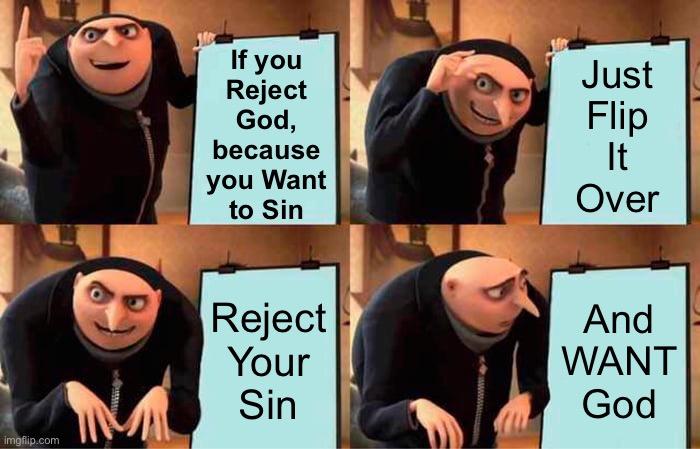 If you
Reject
God,
because
you Want
to Sin
Just
Flip
It
Over
Reject
Your
Sin
And
WANT
God
imgflip.com